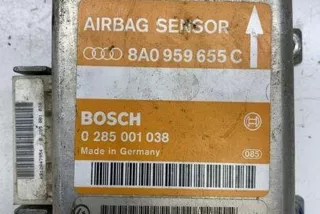 AIRBAG SENSOR
8A0 959 655 C
BOSCH
0 285 001 038
Made in Germany
085